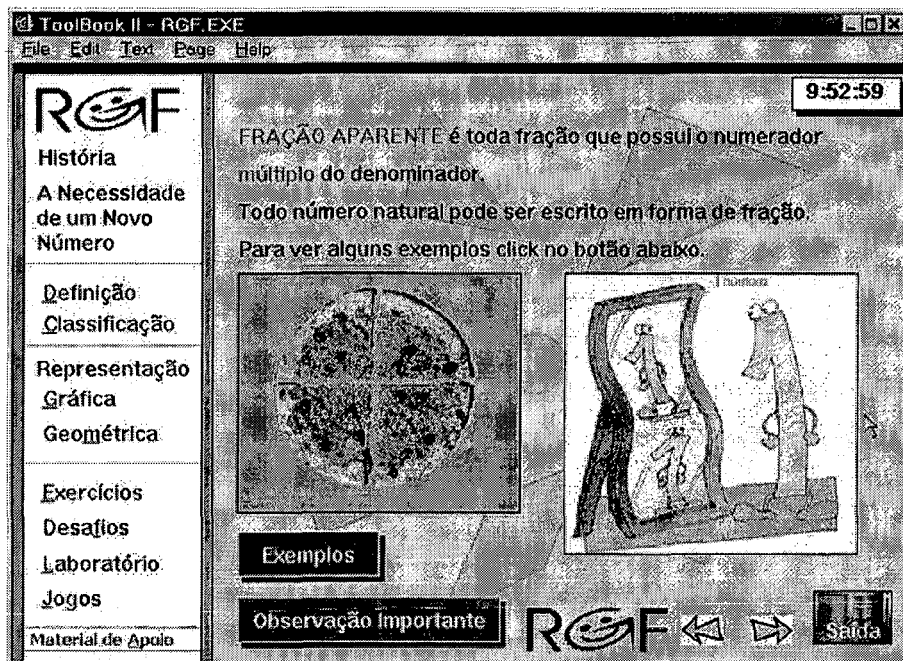 ToolBook II - RGF.EXE
File Edit Text Page Help
RGF
História
A Necessidade
de um Novo
Número
Definição
Classificação
Representação
Gráfica
Geométrica
Exercícios
Desafios
Laboratório
Jogos
Material de Apoio
9:52:59
FRAÇÃO APARENTE é toda fração que possui o numerador
múltiplo do denominador.
Todo número natural pode ser escrito em forma de fração.
Para ver alguns exemplos click no botão abaixo.
Exemplos
Observação Importante
RGF
Saída